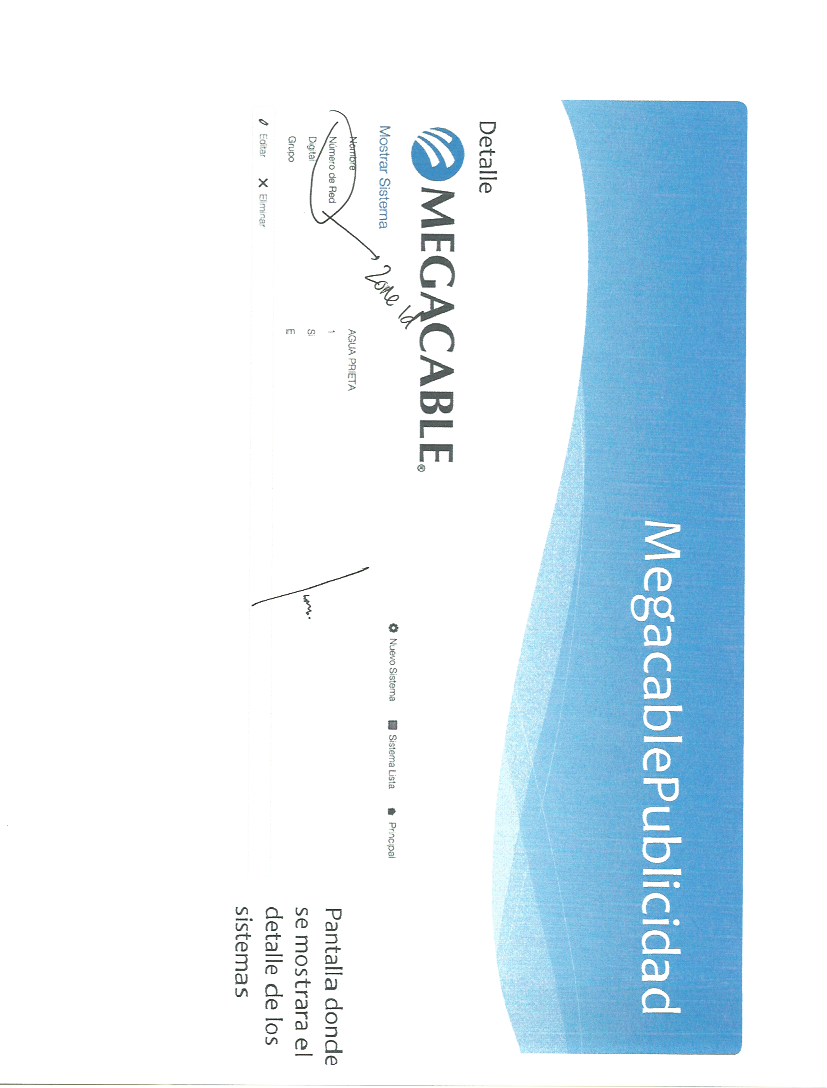 MegacablePublicidad
Detalle
MEGACABLE®
Zone Id
Mostrar Sistema
Nuevo Sistema Sistema Lista Principal
Nombre AGUA PRIETA
Número de Red 1
Digital SI
Grupo E
Editar Eliminar
Pantalla donde
se mostrara el
detalle de los
sistemas